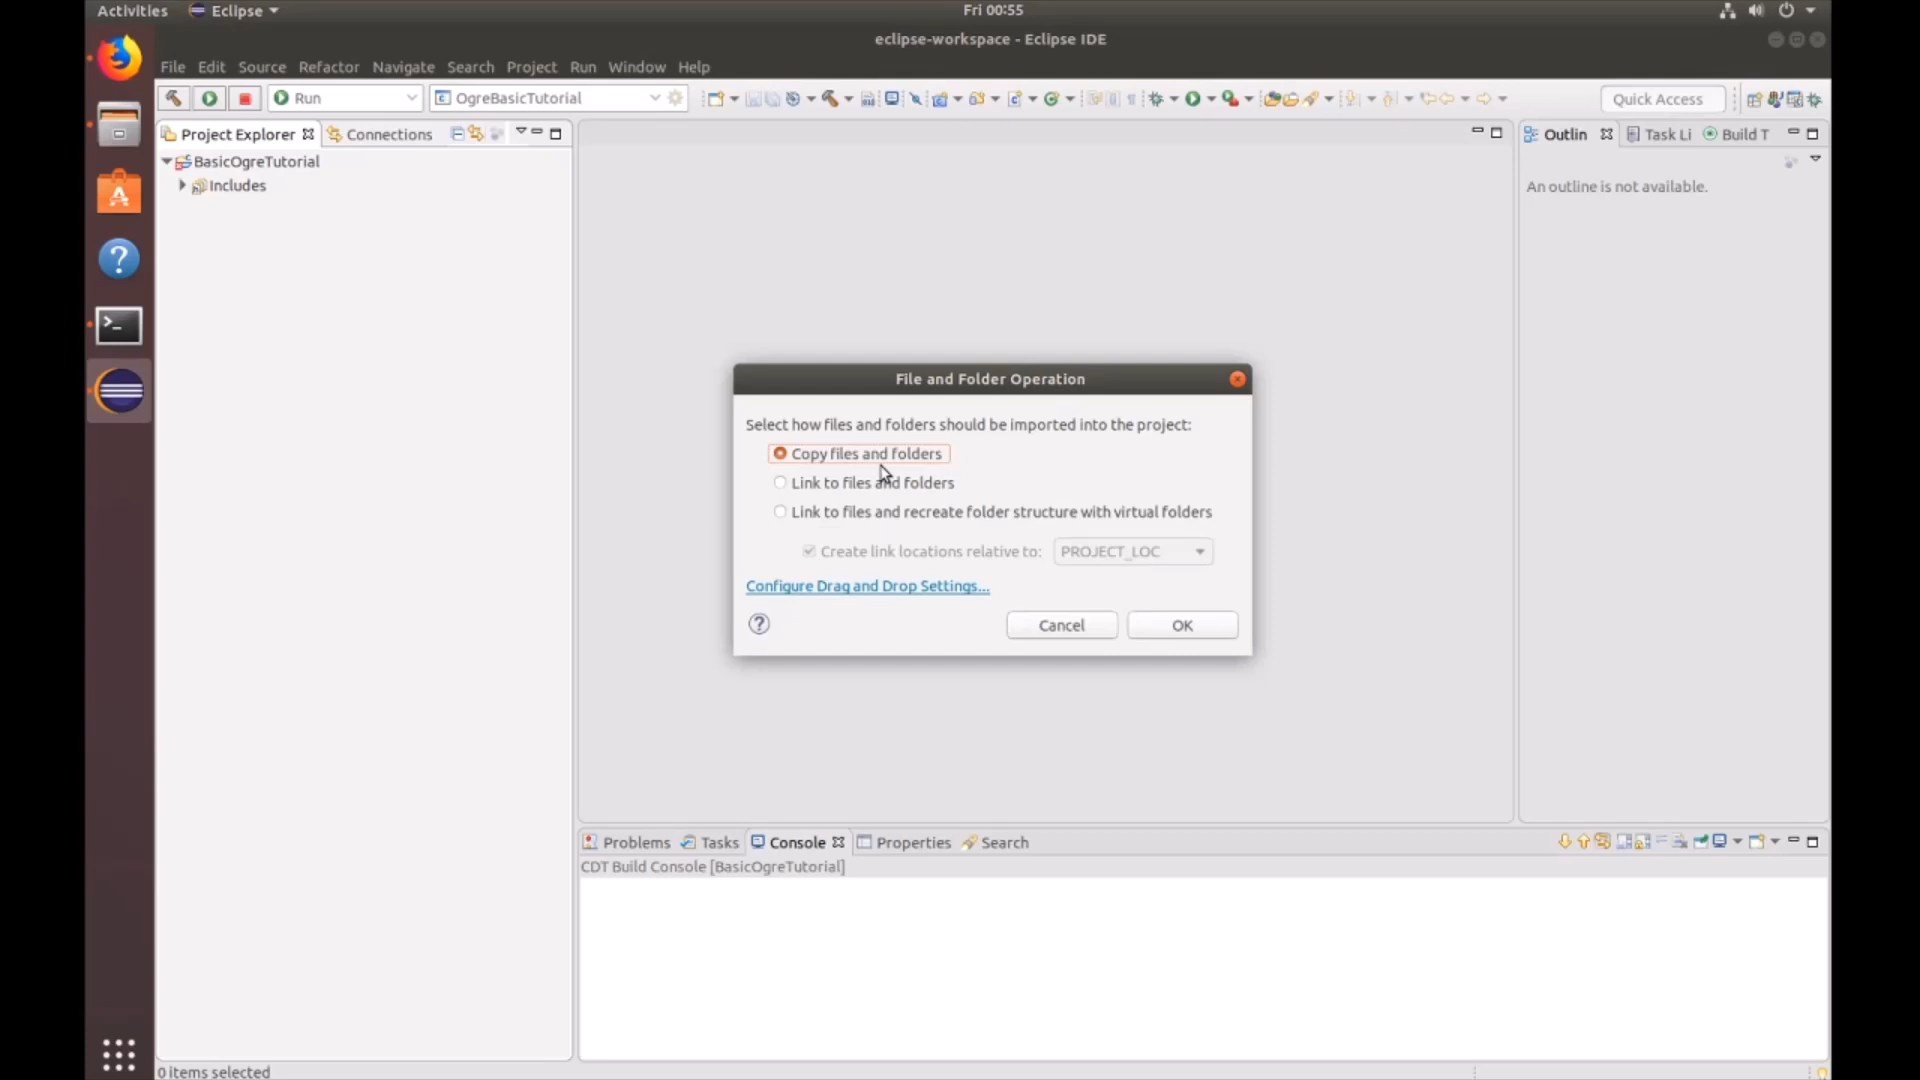 Activities
Eclipse
Fri 00:55
eclipse-workspace - Eclipse IDE
File Edit Source Refactor Navigate Search Project Run Window Help
Run
OgreBasicTutorial
Quick Access
Project Explorer
Connections
Outlin
Task Li
Build T
BasicOgreTutorial
Includes
An outline is not available.
File and Folder Operation
Select how files and folders should be imported into the project:
Copy files and folders
Link to files and folders
Link to files and recreate folder structure with virtual folders
Create link locations relative to: PROJECT_LOC
Configure Drag and Drop Settings...
Cancel
OK
Problems
Tasks
Console
Properties
Search
CDT Build Console [BasicOgreTutorial]
0 items selected